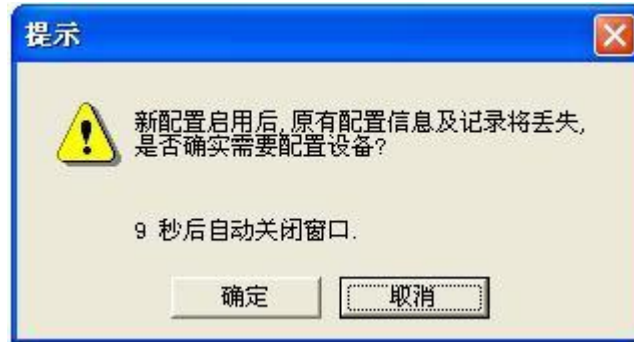 提示
新配置启用后,原有配置信息及记录将丢失,
是否确实需要配置设备?
9 秒后自动关闭窗口.
确定
取消